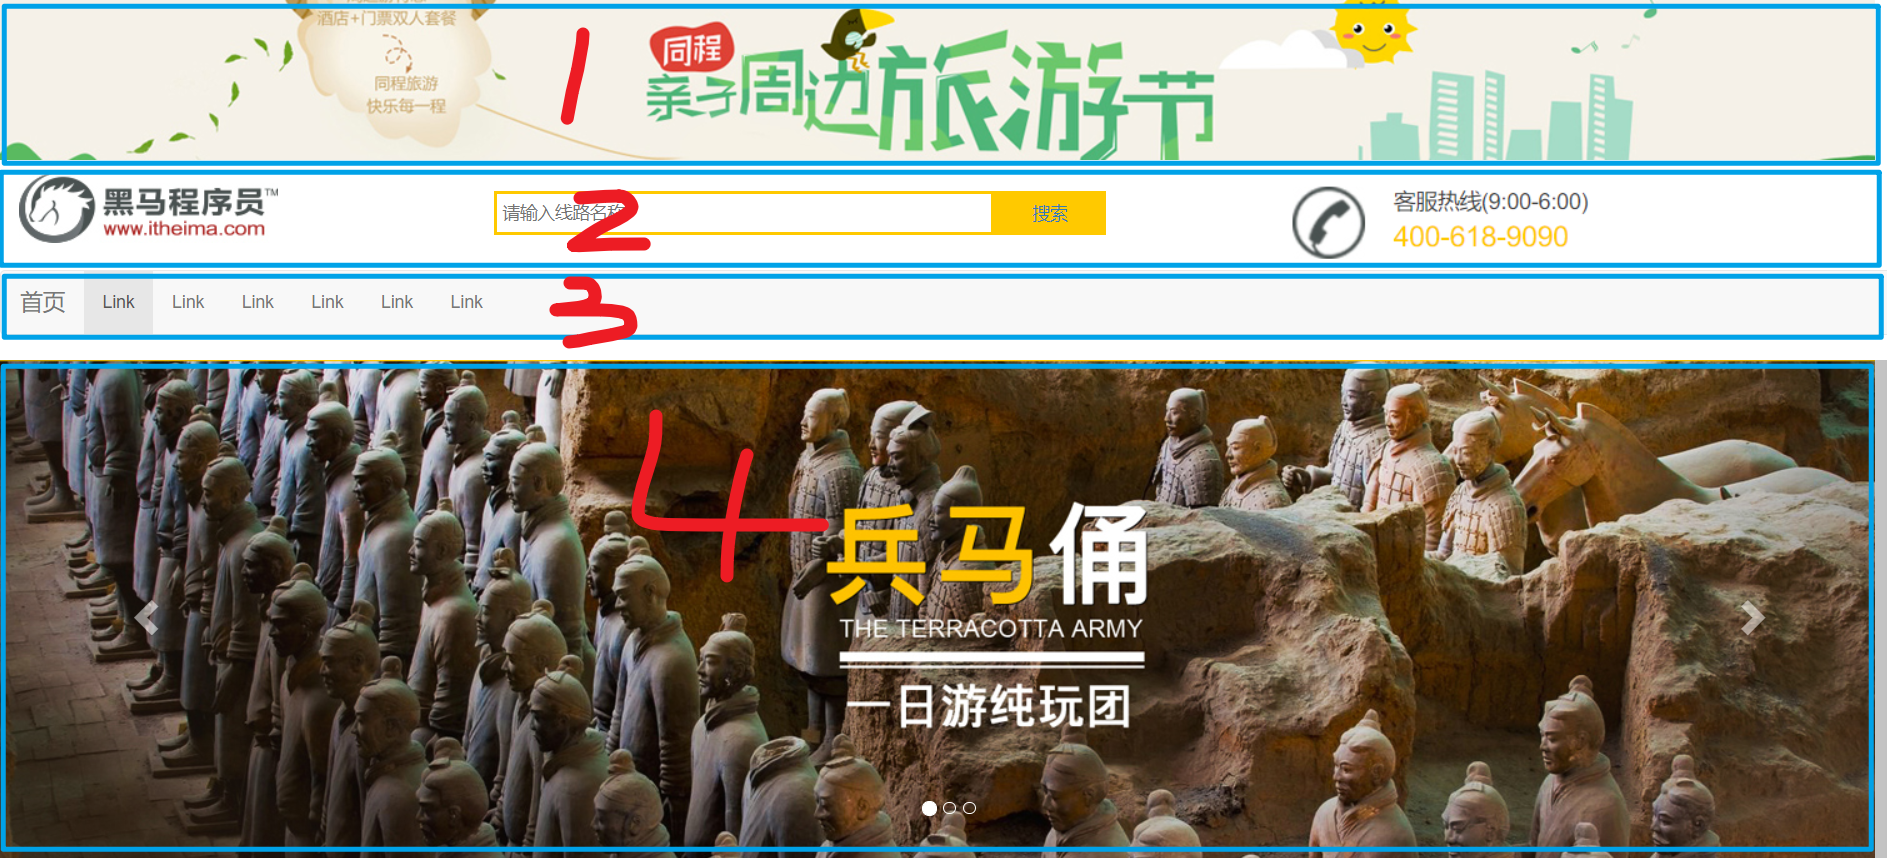 酒店+门票双人套餐
同程旅游
快乐每一程
1
同程
亲子周边旅游节
黑马程序员™
www.itheima.com
请输入线路名称
2
搜索
客服热线(9:00-6:00)
400-618-9090
首页 Link Link Link Link Link Link
3
4
兵马俑
THE TERRACOTTA ARMY
一日游纯玩团